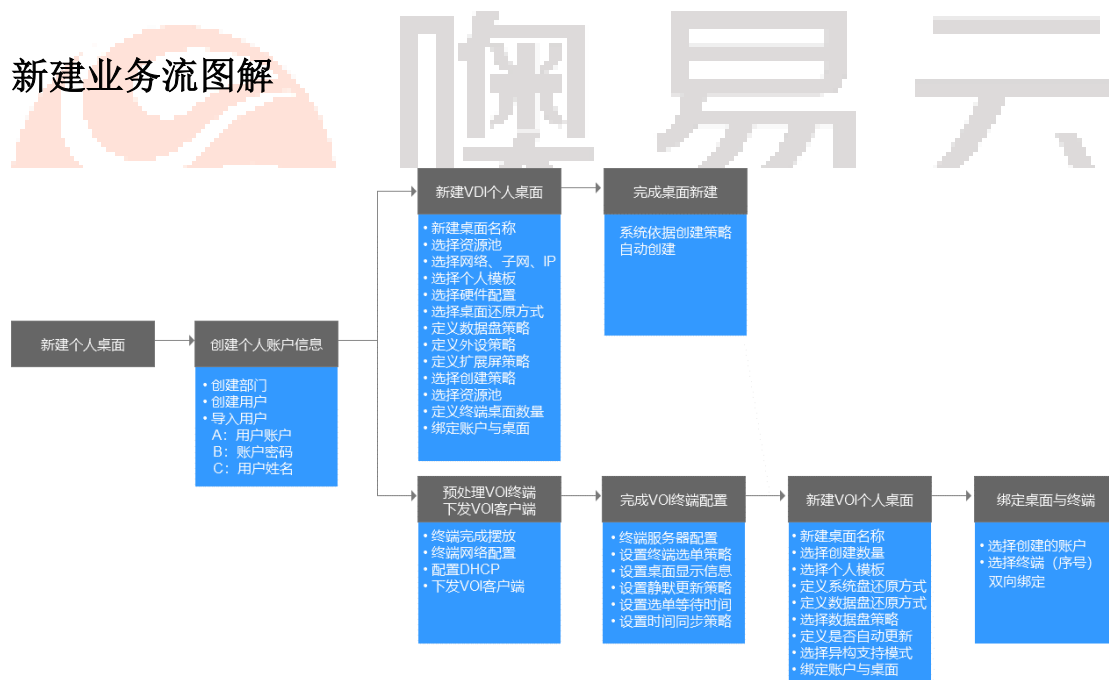 噢易云
新建业务流图解
新建个人桌面
创建个人账户信息
• 创建部门
• 创建用户
• 导入用户
A：用户账户
B：账户密码
C：用户姓名
新建VDI个人桌面
• 新建桌面名称
• 选择资源池
• 选择网络、子网、IP
• 选择个人模板
• 选择硬件配置
• 选择桌面还原方式
• 定义数据盘策略
• 定义外设策略
• 定义扩展屏策略
• 选择创建策略
• 选择资源池
• 定义终端桌面数量
• 绑定账户与桌面
完成桌面新建
系统依据创建策略
自动创建
预处理VOI终端
下发VOI客户端
• 终端完成摆放
• 终端网络配置
• 配置DHCP
• 下发VOI客户端
完成VOI终端配置
• 终端服务器配置
• 设置终端选单策略
• 设置桌面显示信息
• 设置静默更新策略
• 设置选单等待时间
• 设置时间同步策略
新建VOI个人桌面
• 新建桌面名称
• 选择创建数量
• 选择个人模板
• 定义系统盘还原方式
• 定义数据盘还原方式
• 选择数据盘策略
• 定义是否自动更新
• 选择异构支持模式
• 绑定账户与桌面
绑定桌面与终端
• 选择创建的账户
• 选择终端（序号）
双向绑定